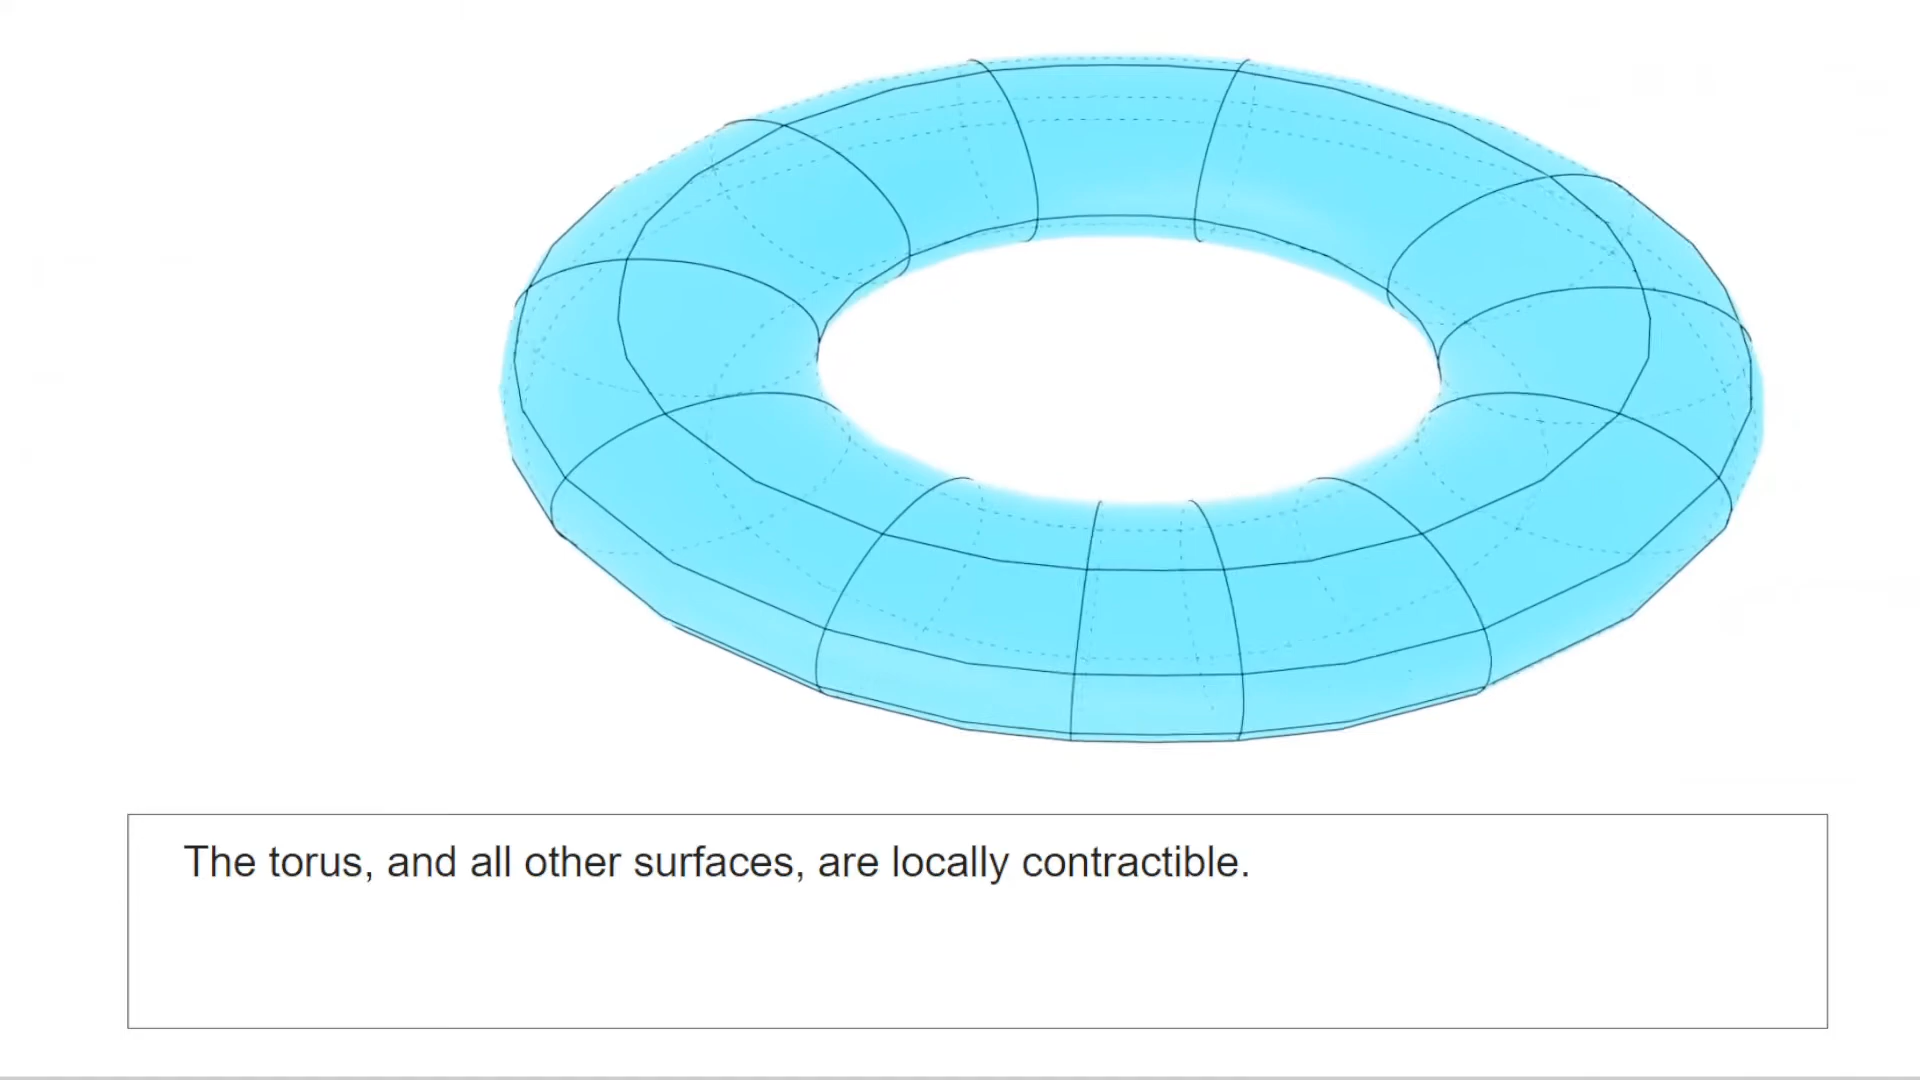 The torus, and all other surfaces, are locally contractible.